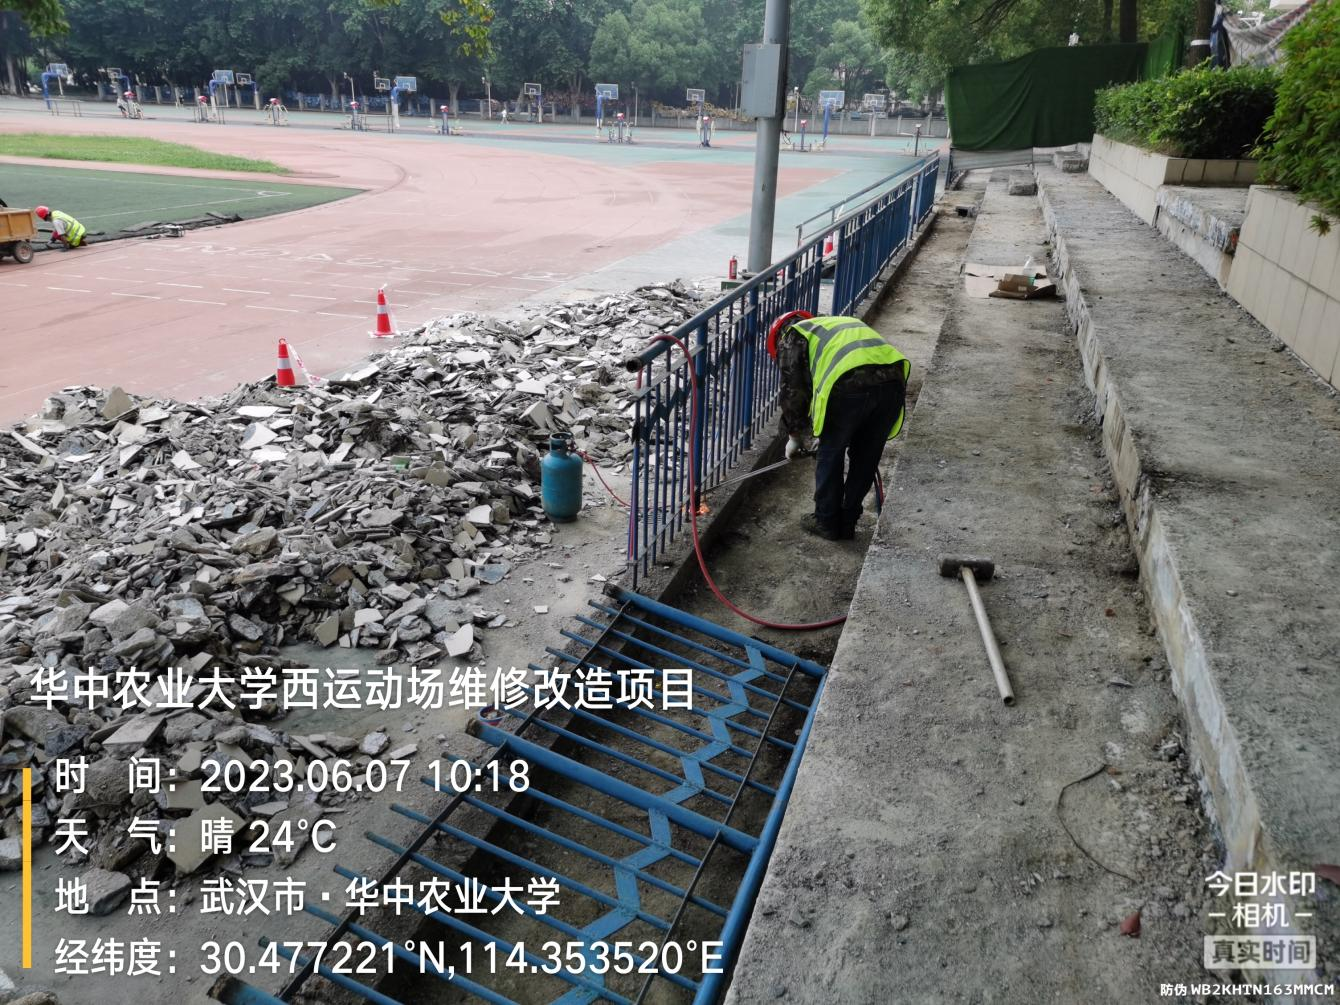 华中农业大学西运动场维修改造项目
时 间：2023.06.07 10:18
天 气：晴 24°C
地 点：武汉市·华中农业大学
经纬度：30.477221°N,114.353520°E
今日水印
-相机-
真实时间
防伪 WB2KHTN163MMCM